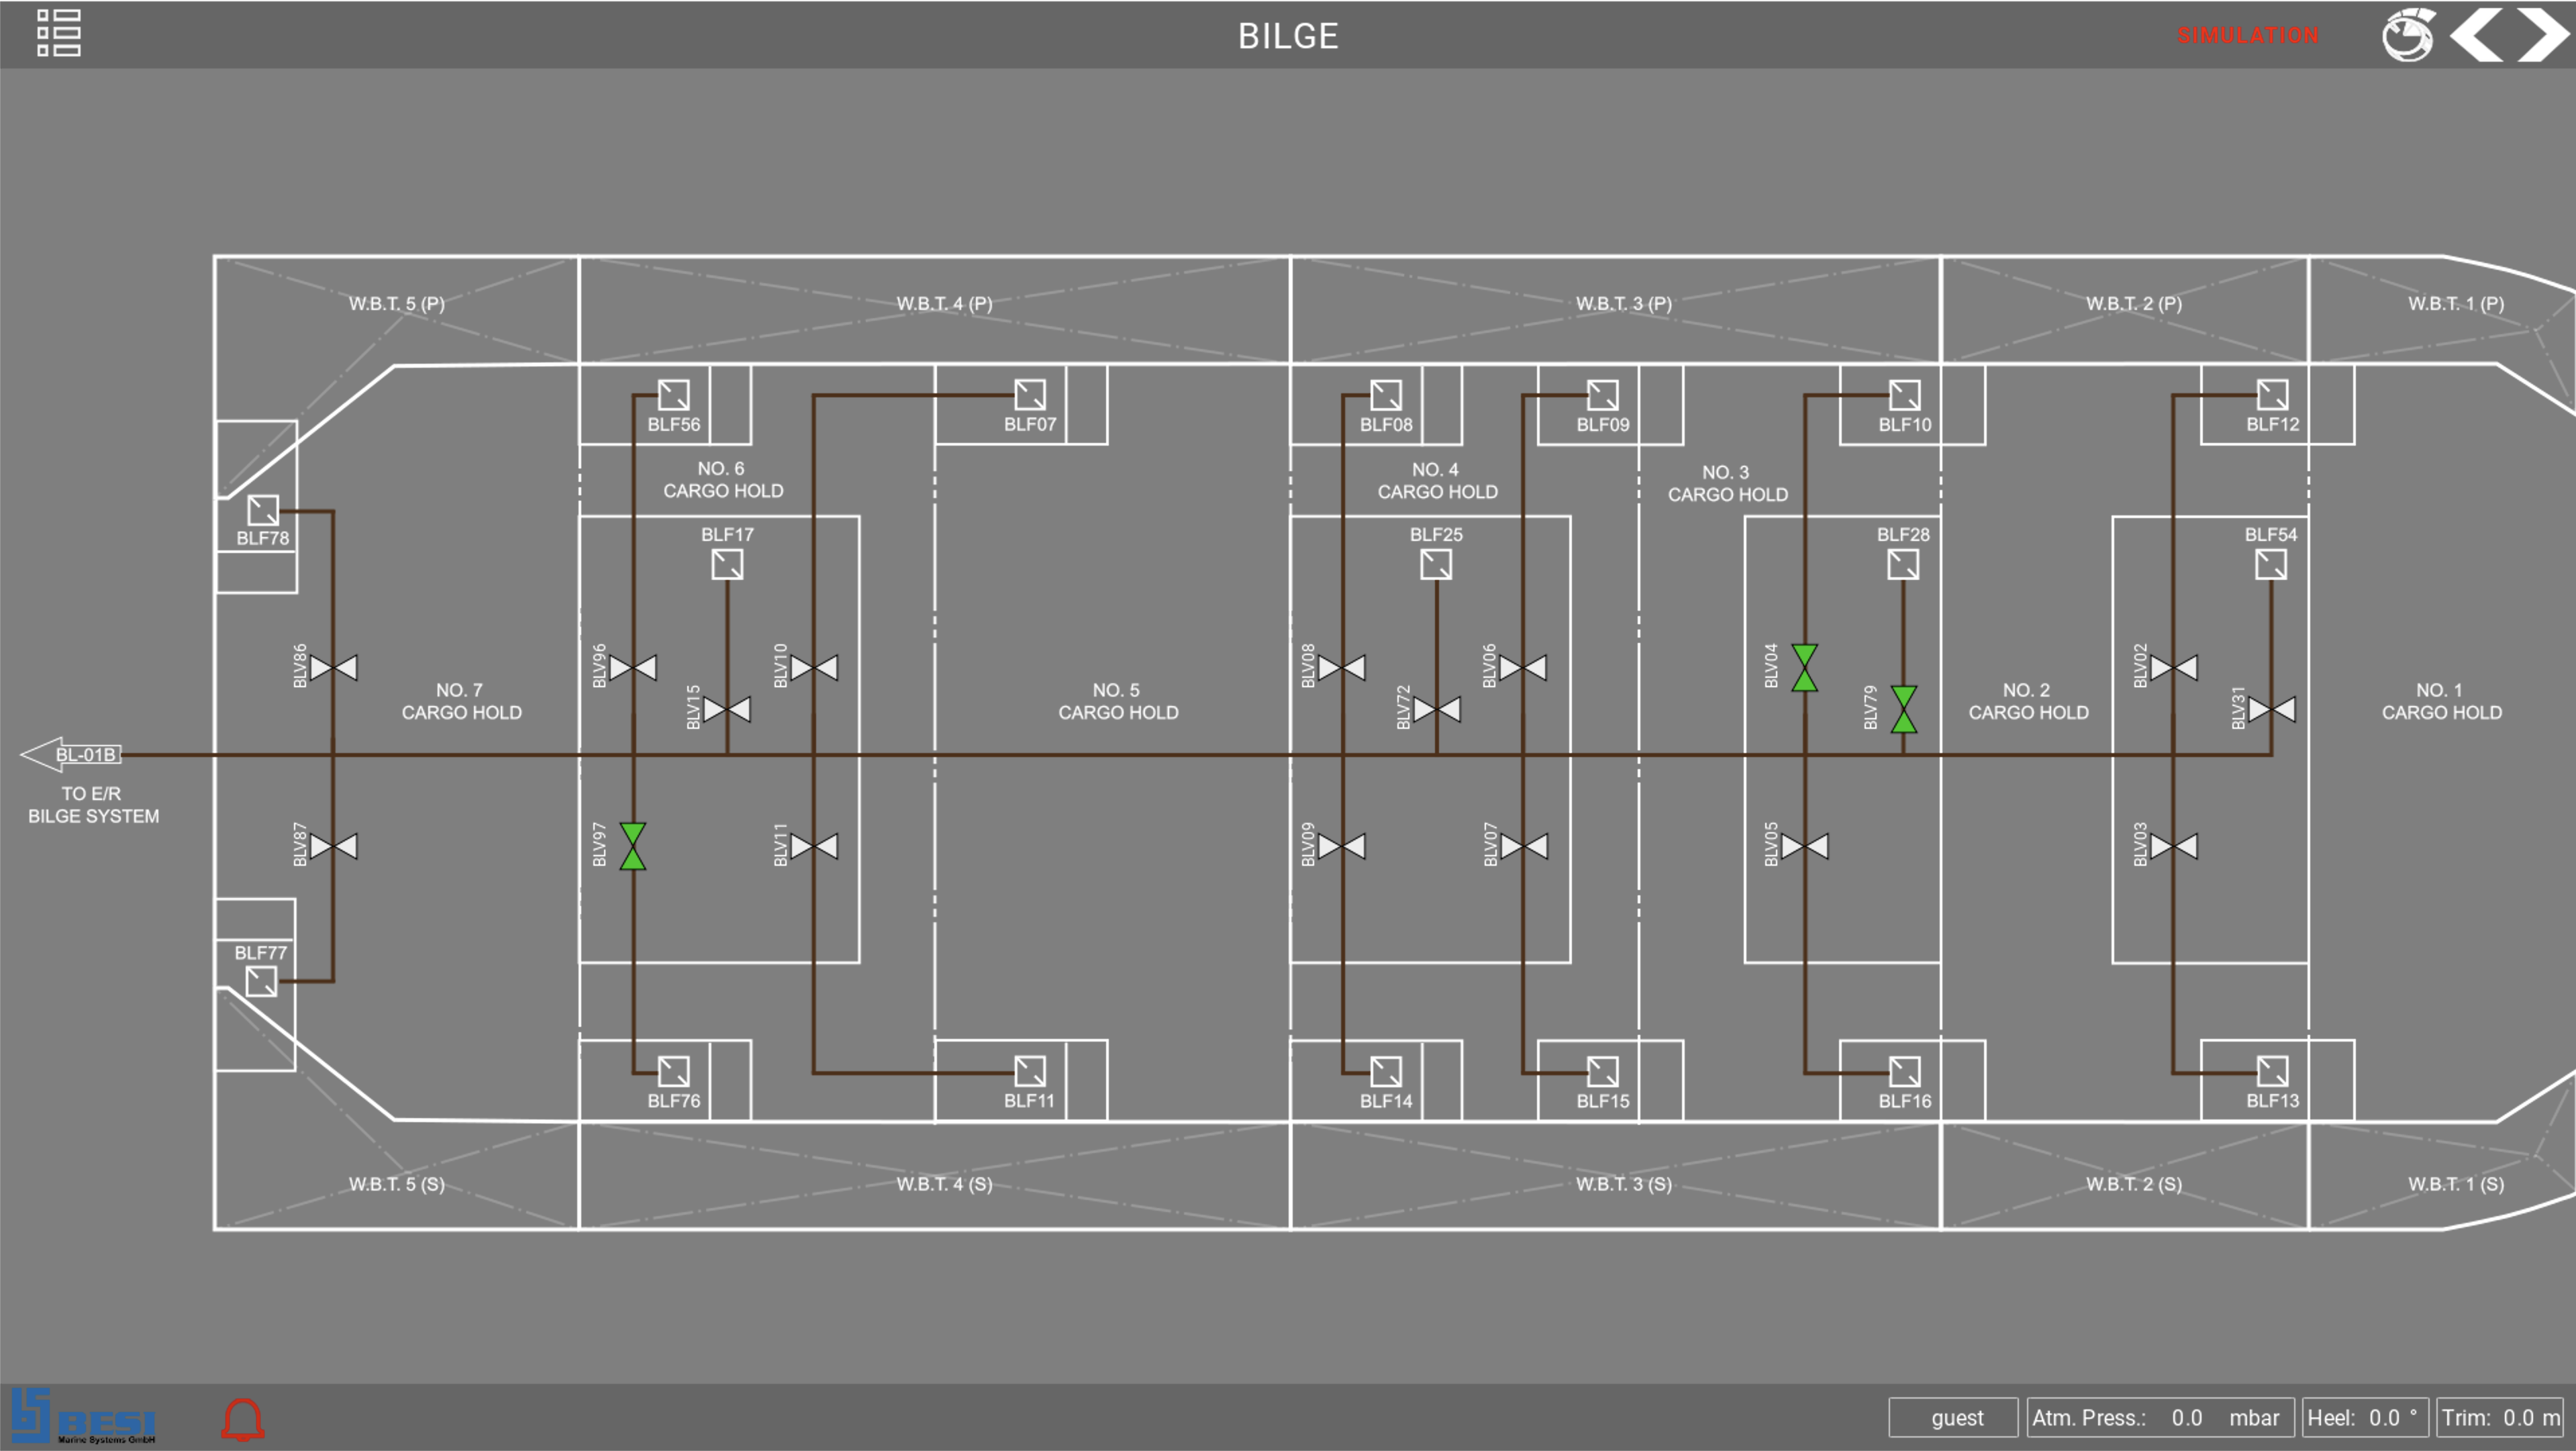 BILGE
SIMULATION
W.B.T. 5 (P)
W.B.T. 4 (P)
W.B.T. 3 (P)
W.B.T. 2 (P)
W.B.T. 1 (P)
BLF56
BLF07
BLF08
BLF09
BLF10
BLF12
NO. 6
CARGO HOLD
NO. 4
CARGO HOLD
NO. 3
CARGO HOLD
BLF78
BLF17
BLF25
BLF28
BLF54
BLV86
BLV96
BLV15
BLV10
BLV08
BLV72
BLV06
BLV04
BLV79
BLV02
BLV31
NO. 7
CARGO HOLD
NO. 5
CARGO HOLD
NO. 2
CARGO HOLD
NO. 1
CARGO HOLD
BL-01B
TO E/R
BILGE SYSTEM
BLV87
BLV97
BLV11
BLV09
BLV07
BLV05
BLV03
BLF77
BLF76
BLF11
BLF14
BLF15
BLF16
BLF13
W.B.T. 5 (S)
W.B.T. 4 (S)
W.B.T. 3 (S)
W.B.T. 2 (S)
W.B.T. 1 (S)
BESI
Marine Systems GmbH
guest
Atm. Press.: 0.0 mbar
Heel: 0.0 °
Trim: 0.0 m